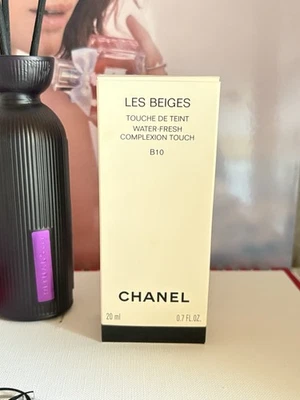 LES BEIGES
TOUCHE DE TEINT
WATER-FRESH
COMPLEXION TOUCH
B10
CHANEL
20 ml 0.7 FL.OZ.